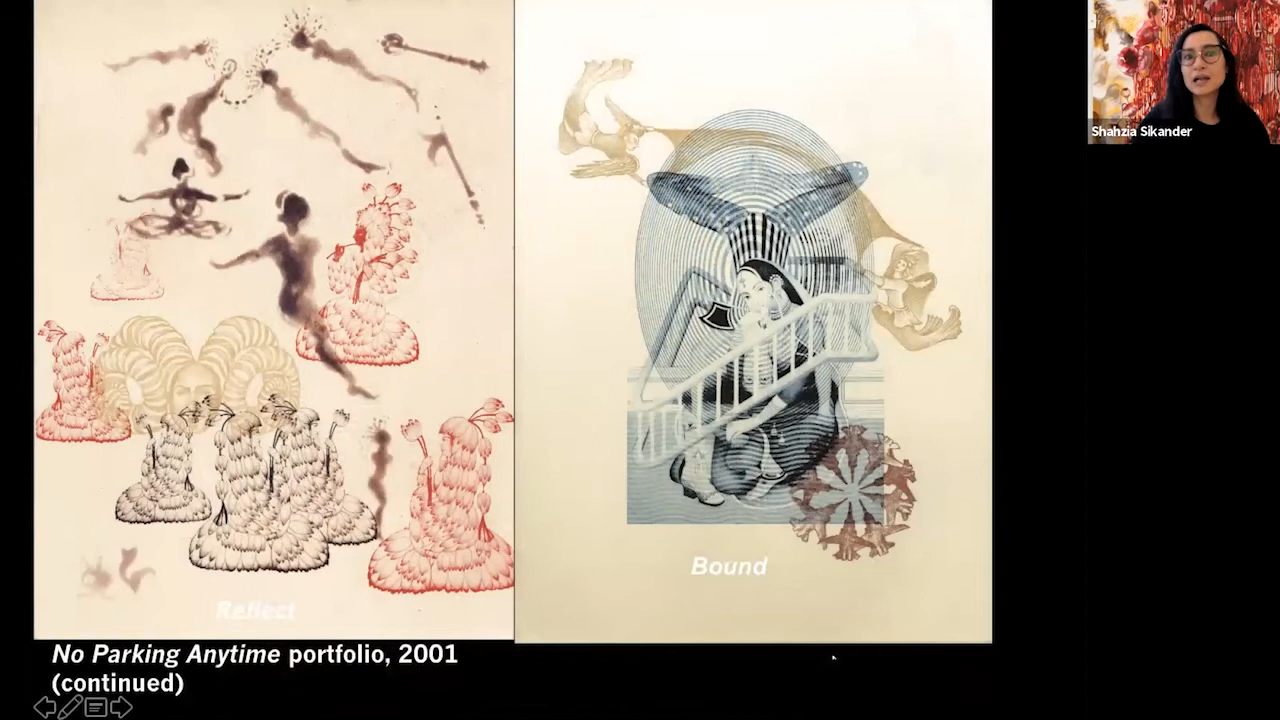 Shahzia Sikander
Bound
Reflect
No Parking Anytime portfolio, 2001
(continued)